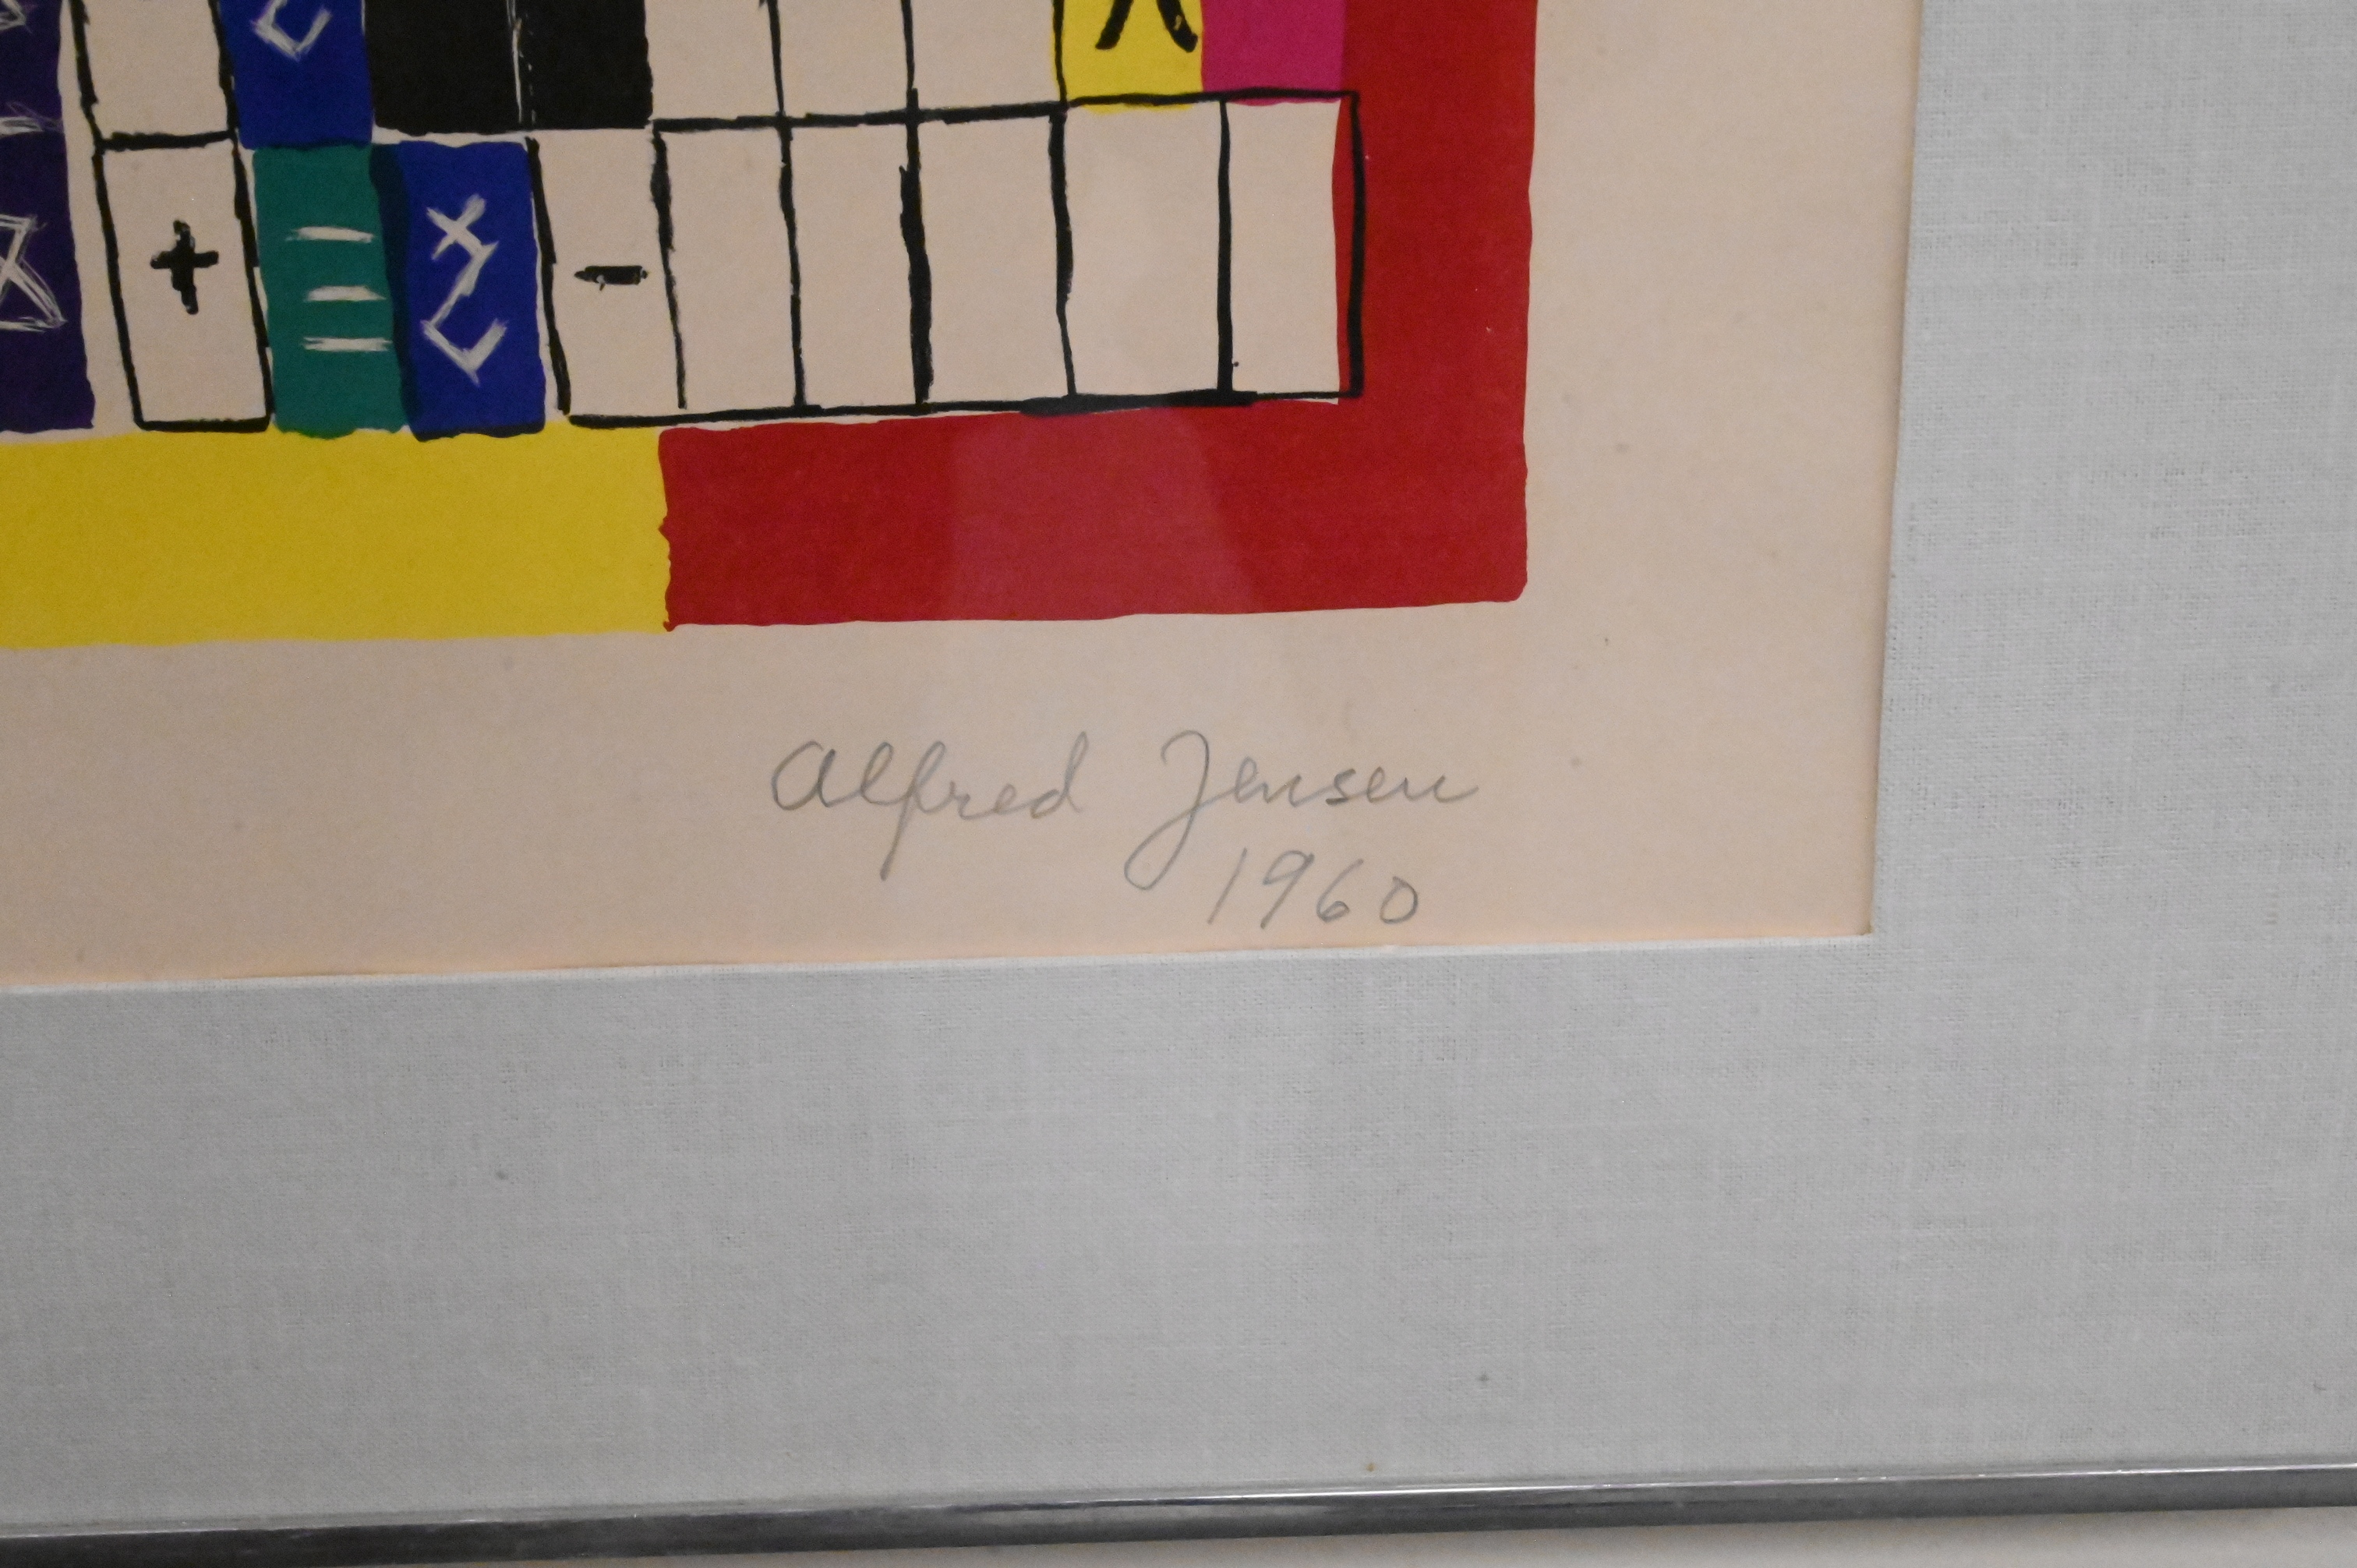 + -
Alfred Jensen
1960